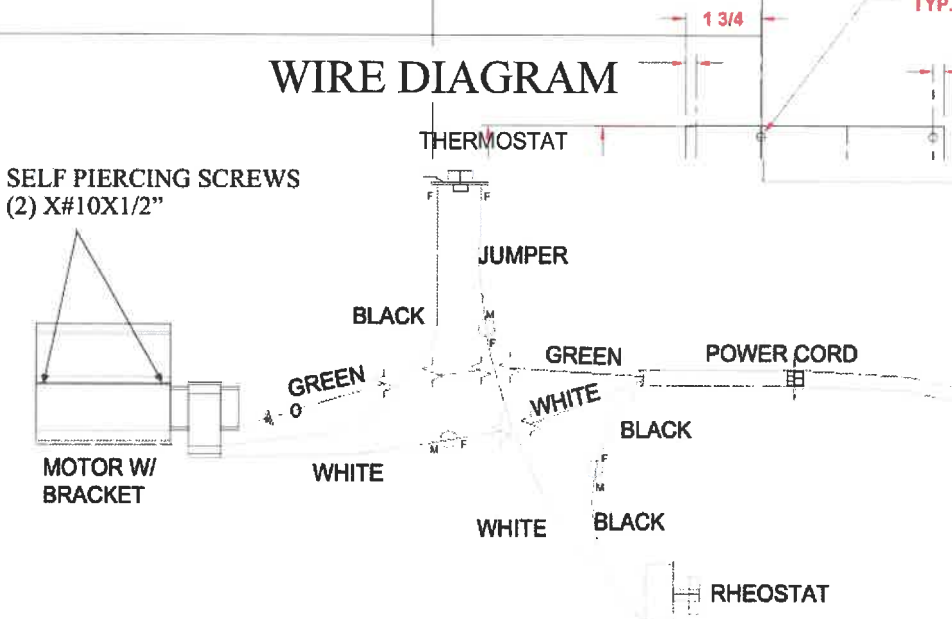 1 3/4
TYP.
WIRE DIAGRAM
THERMOSTAT
SELF PIERCING SCREWS
(2) X#10X1/2”
F
F
JUMPER
BLACK
M
F
GREEN
POWER CORD
GREEN
WHITE
BLACK
M
F
WHITE
F
MOTOR W/
BRACKET
M
WHITE
BLACK
RHEOSTAT